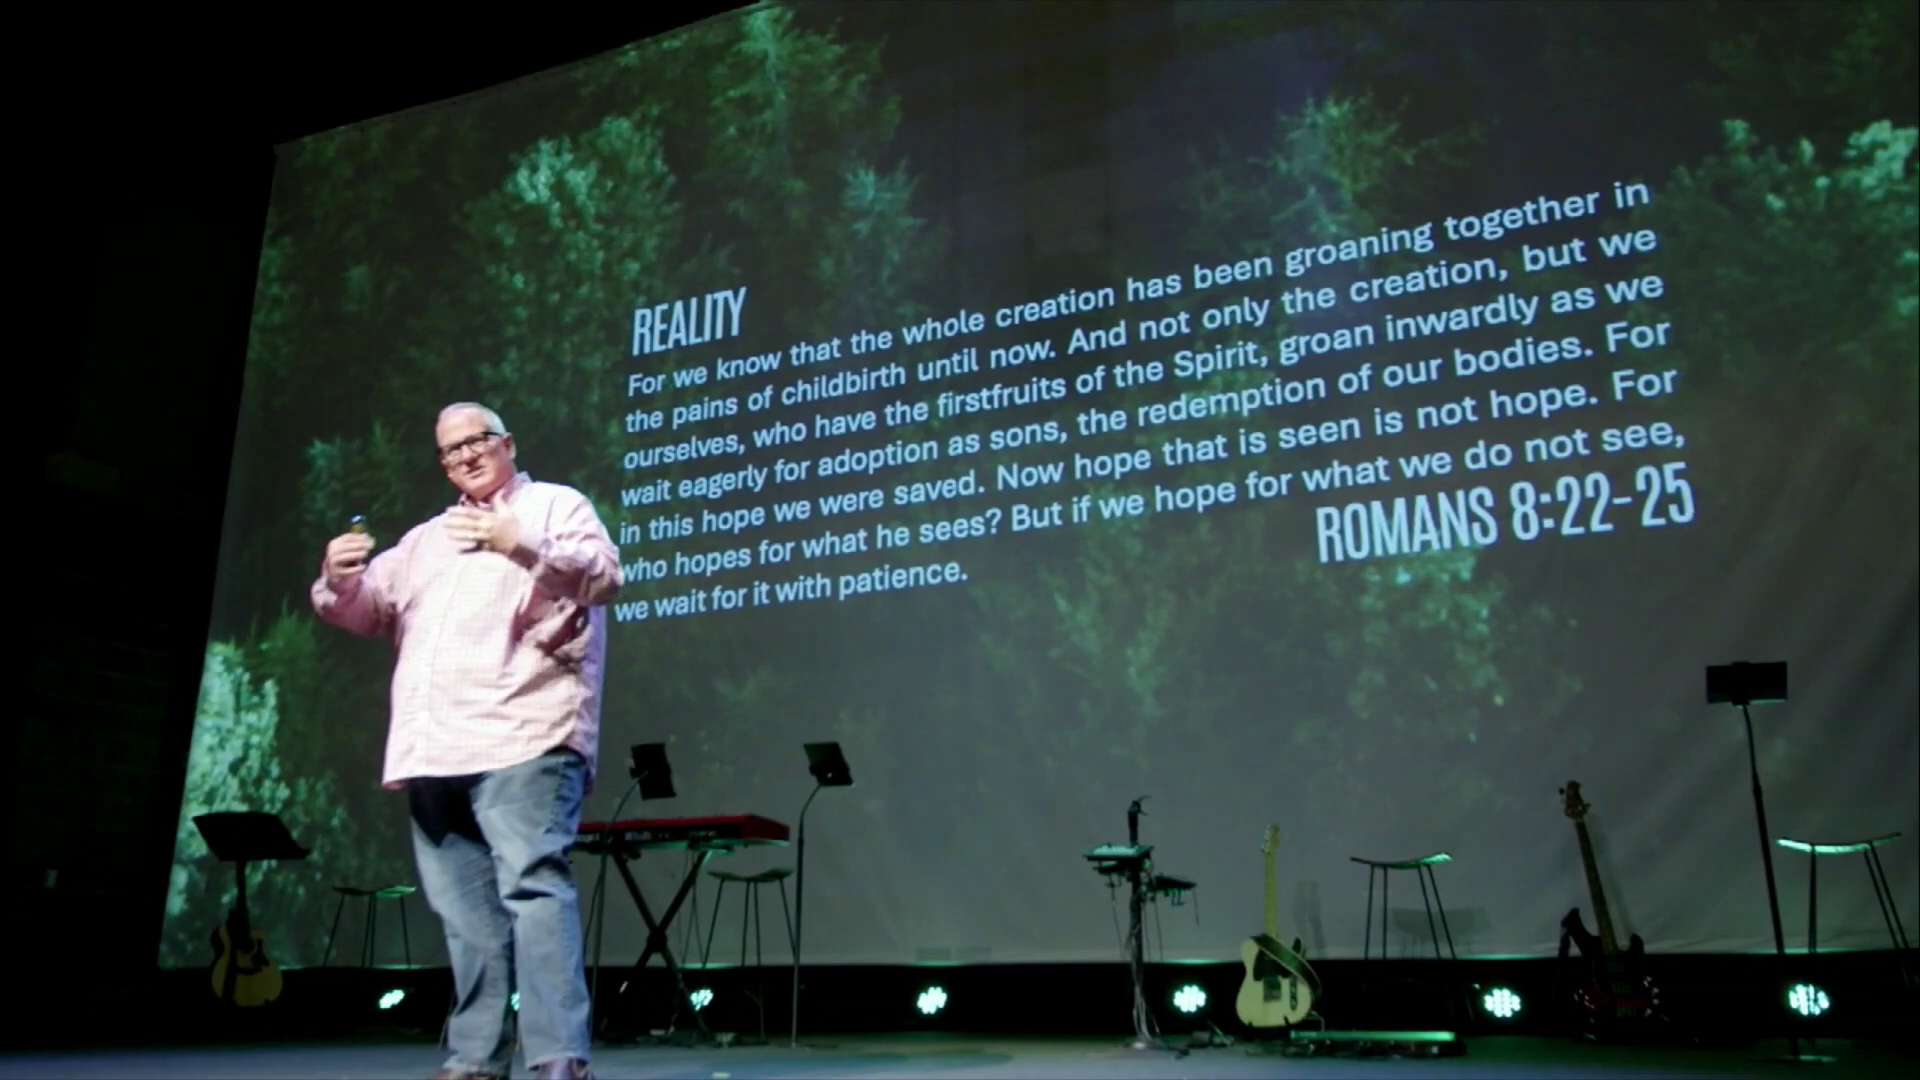 REALITY
For we know that the whole creation has been groaning together in
the pains of childbirth until now. And not only the creation, but we
ourselves, who have the firstfruits of the Spirit, groan inwardly as we
wait eagerly for adoption as sons, the redemption of our bodies. For
in this hope we were saved. Now hope that is seen is not hope. For
who hopes for what he sees? But if we hope for what we do not see,
we wait for it with patience.
ROMANS 8:22-25